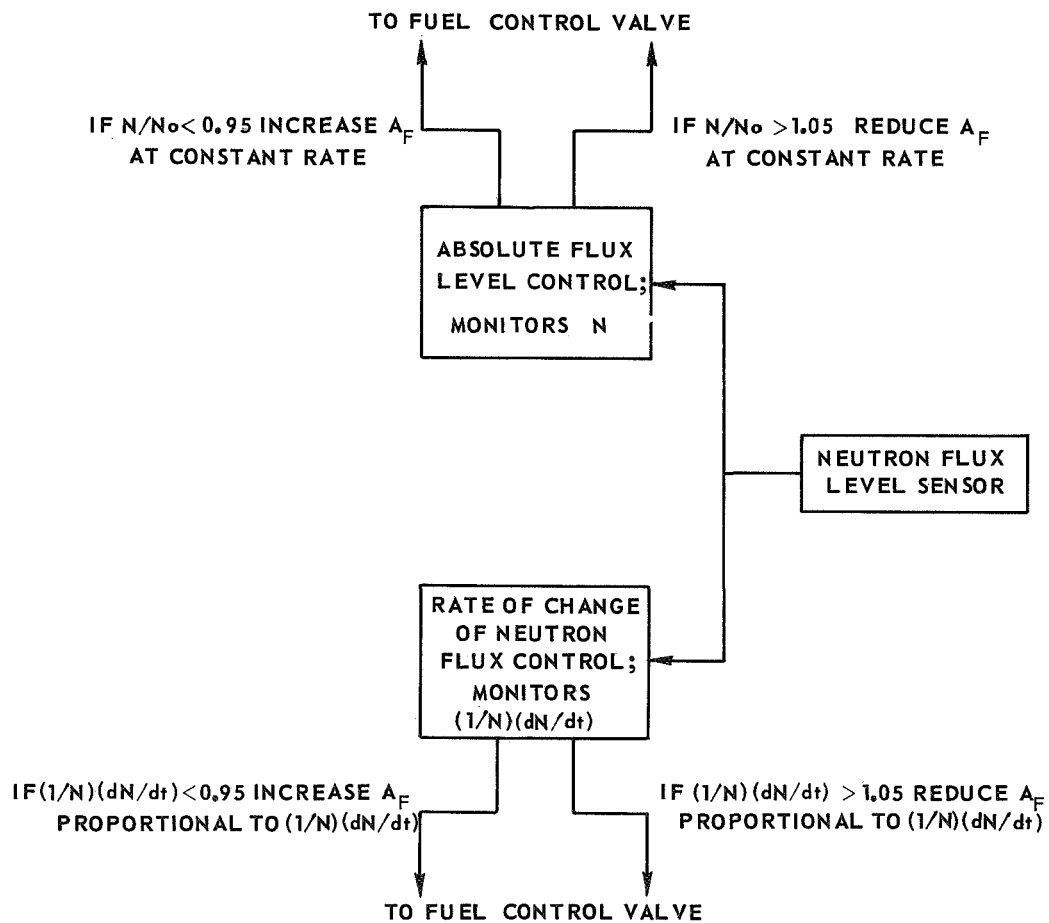 TO FUEL CONTROL VALVE
IF N/No<0.95 INCREASE A_F
AT CONSTANT RATE
IF N/No >1.05 REDUCE A_F
AT CONSTANT RATE
ABSOLUTE FLUX
LEVEL CONTROL;
MONITORS N
NEUTRON FLUX
LEVEL SENSOR
RATE OF CHANGE
OF NEUTRON
FLUX CONTROL;
MONITORS
(1/N)(dN/dt)
IF(1/N)(dN/dt)<0.95 INCREASE A_F
PROPORTIONAL TO (1/N)(dN/dt)
IF (1/N)(dN/dt) >1.05 REDUCE A_F
PROPORTIONAL TO (1/N)(dN/dt)
TO FUEL CONTROL VALVE